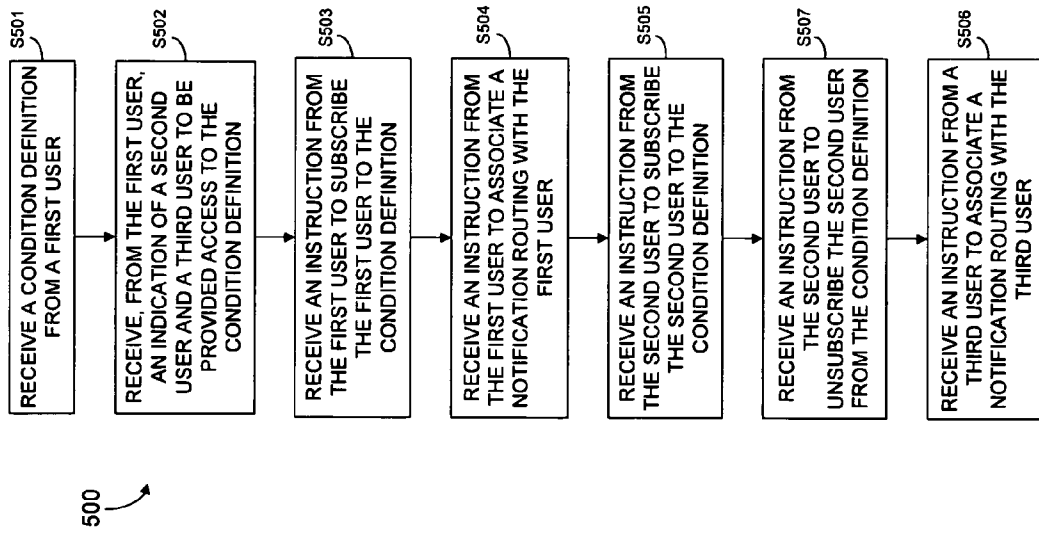 500
S501
RECEIVE A CONDITION DEFINITION
FROM A FIRST USER
S502
RECEIVE, FROM THE FIRST USER,
AN INDICATION OF A SECOND
USER AND A THIRD USER TO BE
PROVIDED ACCESS TO THE
CONDITION DEFINITION
S503
RECEIVE AN INSTRUCTION FROM
THE FIRST USER TO SUBSCRIBE
THE FIRST USER TO THE
CONDITION DEFINITION
S504
RECEIVE AN INSTRUCTION FROM
THE FIRST USER TO ASSOCIATE A
NOTIFICATION ROUTING WITH THE
FIRST USER
S505
RECEIVE AN INSTRUCTION FROM
THE SECOND USER TO SUBSCRIBE
THE SECOND USER TO THE
CONDITION DEFINITION
S507
RECEIVE AN INSTRUCTION FROM
THE SECOND USER TO
UNSUBSCRIBE THE SECOND USER
FROM THE CONDITION DEFINITION
S506
RECEIVE AN INSTRUCTION FROM A
THIRD USER TO ASSOCIATE A
NOTIFICATION ROUTING WITH THE
THIRD USER